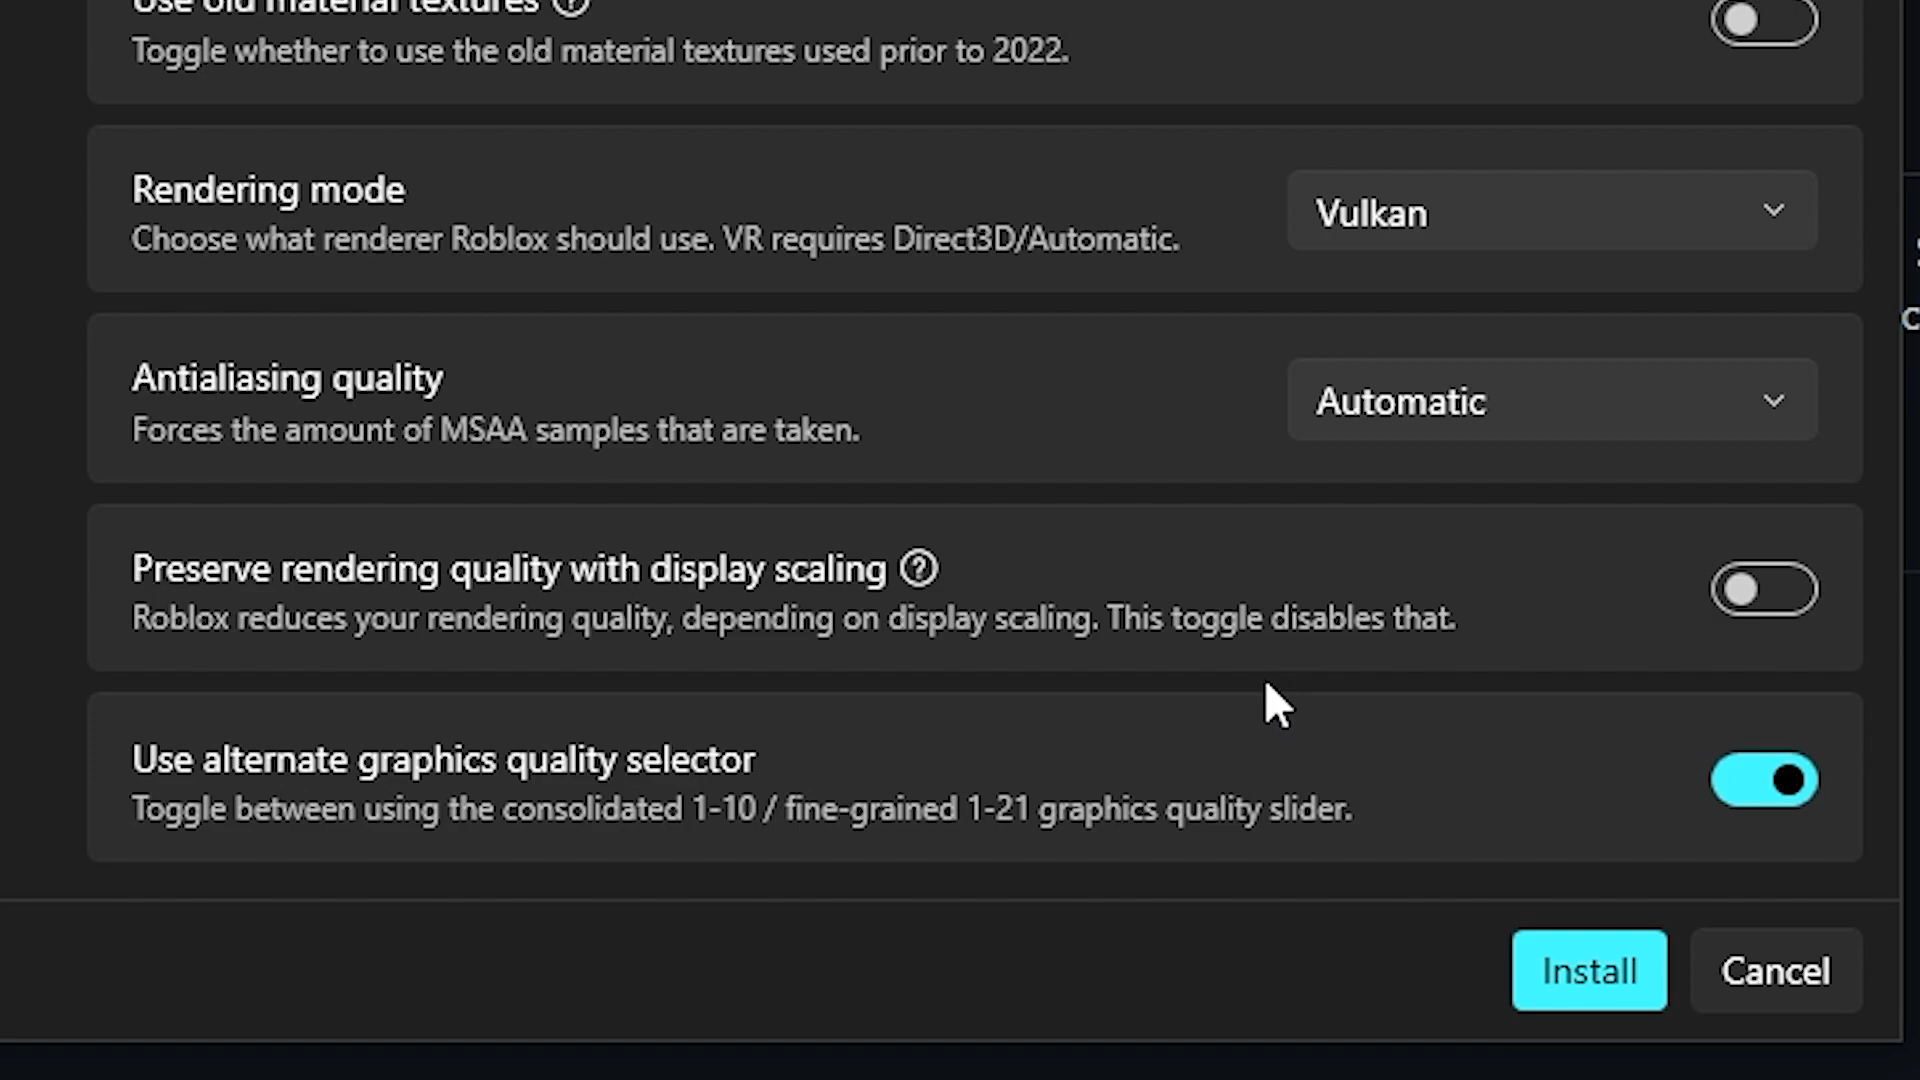 Use old material textures
Toggle whether to use the old material textures used prior to 2022.
Rendering mode
Choose what renderer Roblox should use. VR requires Direct3D/Automatic.
Vulkan
Antialiasing quality
Forces the amount of MSAA samples that are taken.
Automatic
Preserve rendering quality with display scaling
Roblox reduces your rendering quality, depending on display scaling. This toggle disables that.
Use alternate graphics quality selector
Toggle between using the consolidated 1-10 / fine-grained 1-21 graphics quality slider.
Install
Cancel